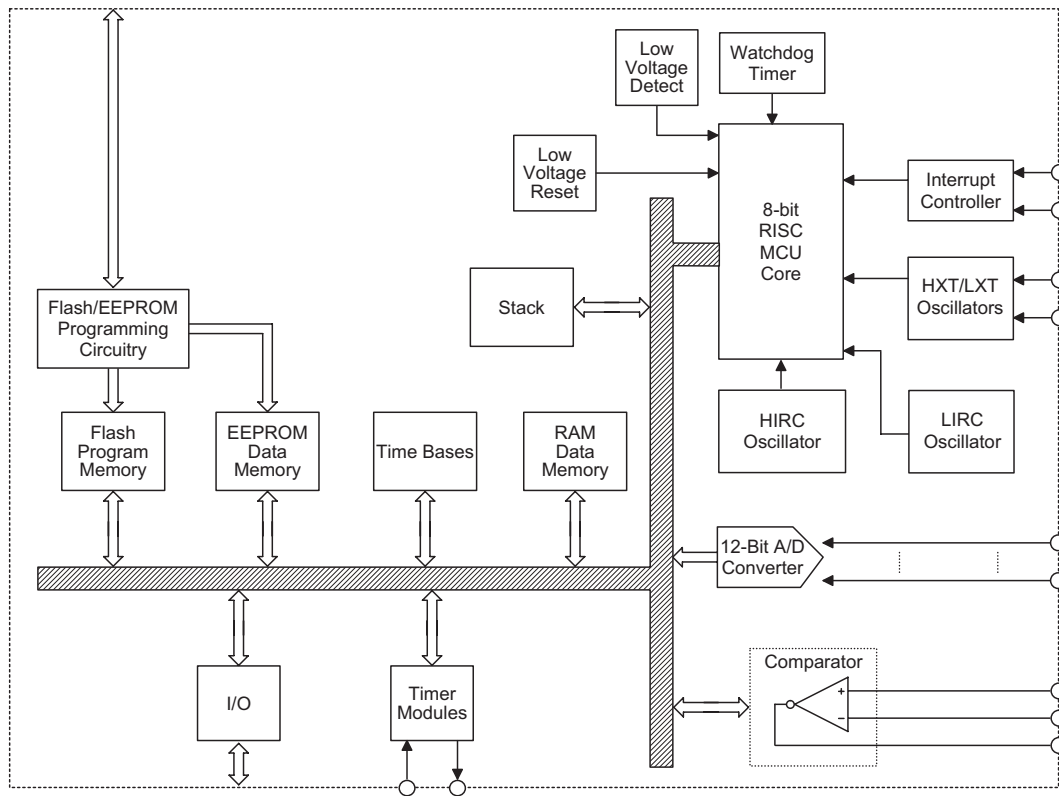 Low
Voltage
Detect
Watchdog
Timer
Low
Voltage
Reset
8-bit
RISC
MCU
Core
Interrupt
Controller
HXT/LXT
Oscillators
Stack
Flash/EEPROM
Programming
Circuitry
HIRC
Oscillator
LIRC
Oscillator
Flash
Program
Memory
EEPROM
Data
Memory
Time Bases
RAM
Data
Memory
12-Bit A/D
Converter
I/O
Timer
Modules
Comparator
+
−